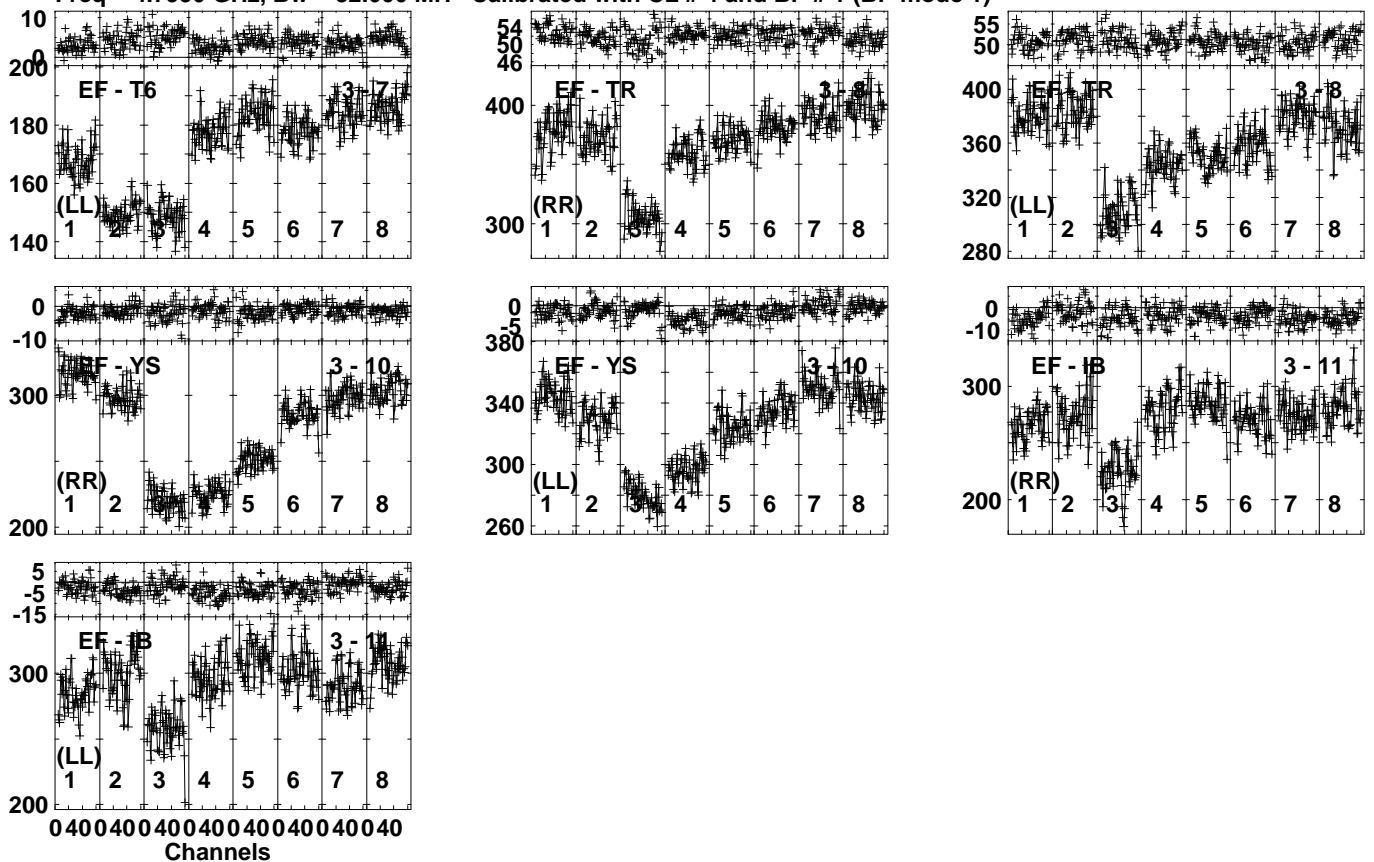 10
0
200
180
160
140
EF - T6 3 - 7
(LL)
1 2 3 4 5 6 7 8
54
50
46
400
300
EF - TR 3 - 8
(RR)
1 2 3 4 5 6 7 8
55
50
400
360
320
280
EF - TR 3 - 8
(LL)
1 2 3 4 5 6 7 8
0
-10
300
200
EF - YS 3 - 10
(RR)
1 2 3 4 5 6 7 8
0
-5
380
340
300
260
EF - YS 3 - 10
(LL)
1 2 3 4 5 6 7 8
0
-10
300
200
EF - IB 3 - 11
(RR)
1 2 3 4 5 6 7 8
5
-5
-15
300
200
EF - IB 3 - 11
(LL)
1 2 3 4 5 6 7 8
0 40 0 40 0 40 0 40 0 40 0 40 0 40 0 40
Channels